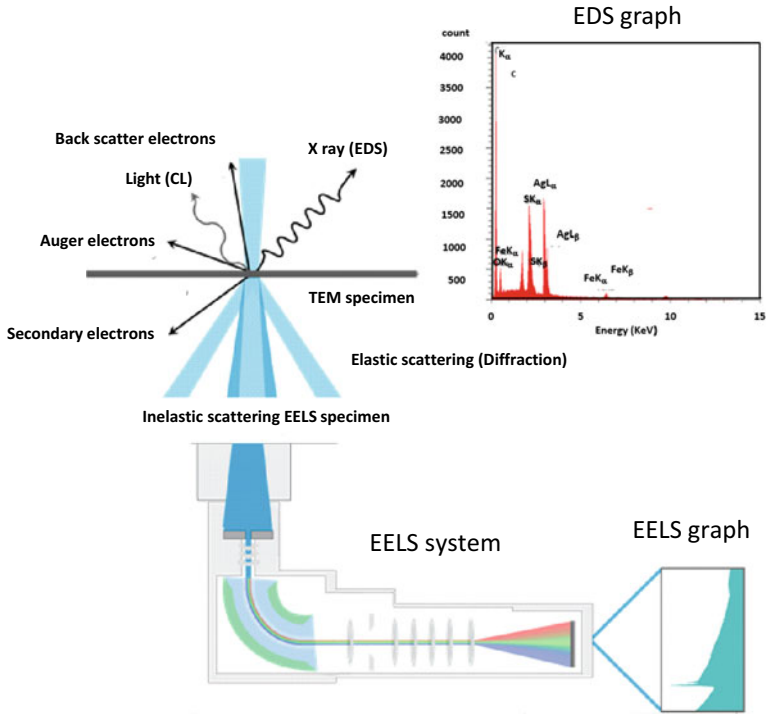 EDS graph
count
4000
3500
3000
2500
2000
1500
1000
500
Kα
C
AgLα
SKα
AgLβ
FeKα
OKα
SKβ
FeKα
FeKβ
0
5
10
15
Energy (KeV)
Back scatter electrons
X ray (EDS)
Light (CL)
Auger electrons
TEM specimen
Secondary electrons
Elastic scattering (Diffraction)
Inelastic scattering EELS specimen
EELS system
EELS graph